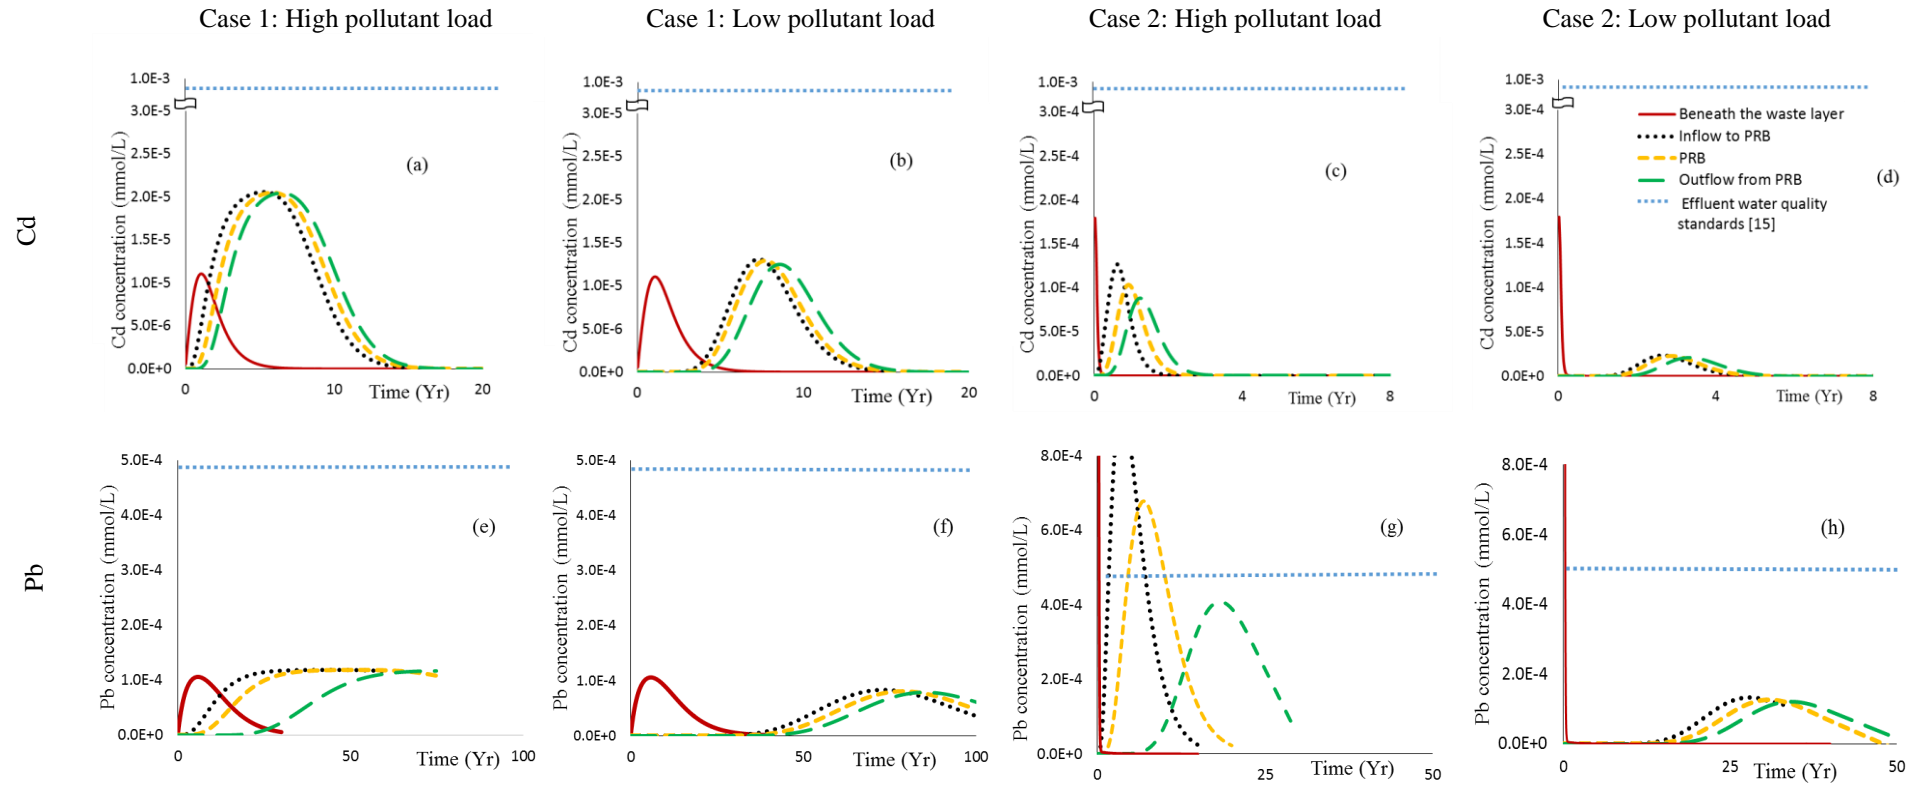 Case 1: High pollutant load
Case 1: Low pollutant load
Case 2: High pollutant load
Case 2: Low pollutant load
Cd
Cd concentration (mmol/L)
1.0E-3
3.0E-5
2.5E-5
2.0E-5
1.5E-5
1.0E-5
5.0E-6
0.0E+0
(a)
0
10
20
Time (Yr)
Cd concentration (mmol/L)
1.0E-3
3.0E-5
2.5E-5
2.0E-5
1.5E-5
1.0E-5
5.0E-6
0.0E+0
(b)
0
10
20
Time (Yr)
Cd concentration (mmol/L)
1.0E-3
3.0E-4
2.5E-4
2.0E-4
1.5E-4
1.0E-4
5.0E-5
0.0E+0
(c)
0
4
8
Time (Yr)
Cd concentration (mmol/L)
1.0E-3
3.0E-4
2.5E-4
2.0E-4
1.5E-4
1.0E-4
5.0E-5
0.0E+0
Beneath the waste layer
Inflow to PRB
PRB
Outflow from PRB
Effluent water quality
standards [15]
(d)
0
4
8
Time (Yr)
Pb
Pb concentration (mmol/L)
5.0E-4
4.0E-4
3.0E-4
2.0E-4
1.0E-4
0.0E+0
(e)
0
50
100
Time (Yr)
Pb concentration (mmol/L)
5.0E-4
4.0E-4
3.0E-4
2.0E-4
1.0E-4
0.0E+0
(f)
0
50
100
Time (Yr)
Pb concentration (mmol/L)
8.0E-4
6.0E-4
4.0E-4
2.0E-4
0.0E+0
(g)
0
25
50
Time (Yr)
Pb concentration (mmol/L)
8.0E-4
6.0E-4
4.0E-4
2.0E-4
0.0E+0
(h)
0
25
50
Time (Yr)